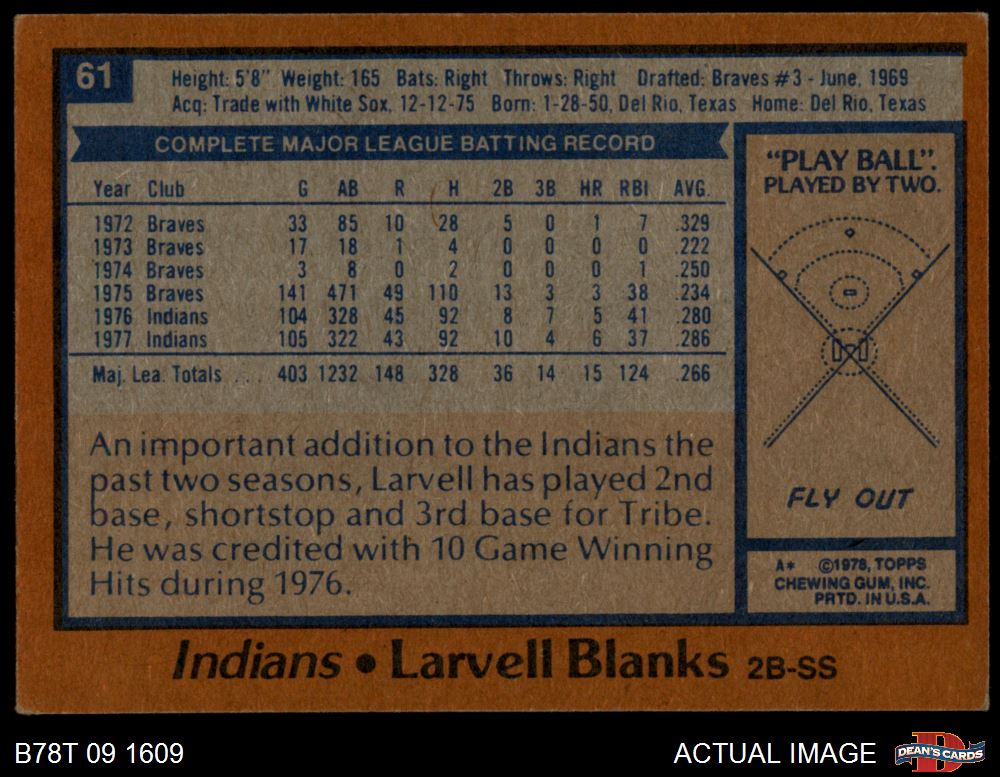 61
Height: 5'8" Weight: 165 Bats: Right Throws: Right Drafted: Braves #3 - June, 1969
Acq: Trade with White Sox, 12-12-75 Born: 1-28-50, Del Rio, Texas Home: Del Rio, Texas
COMPLETE MAJOR LEAGUE BATTING RECORD
Year Club G AB R H 2B 3B HR RBI AVG.
1972 Braves 33 85 10 28 5 0 1 7 .329
1973 Braves 17 18 1 4 0 0 0 0 .222
1974 Braves 3 8 0 2 0 0 0 1 .250
1975 Braves 141 471 49 110 13 3 3 38 .234
1976 Indians 104 328 45 92 8 7 5 41 .280
1977 Indians 105 322 43 92 10 4 6 37 .286
Maj. Lea. Totals .... 403 1232 148 328 36 14 15 124 .266
An important addition to the Indians the
past two seasons, Larvell has played 2nd
base, shortstop and 3rd base for Tribe.
He was credited with 10 Game Winning
Hits during 1976.
"PLAY BALL".
PLAYED BY TWO.
FLY OUT
A* ©1978, TOPPS
CHEWING GUM, INC.
PRTD. IN U.S.A.
Indians • Larvell Blanks 2B-SS
B78T 09 1609
ACTUAL IMAGE
DEAN'S CARDS